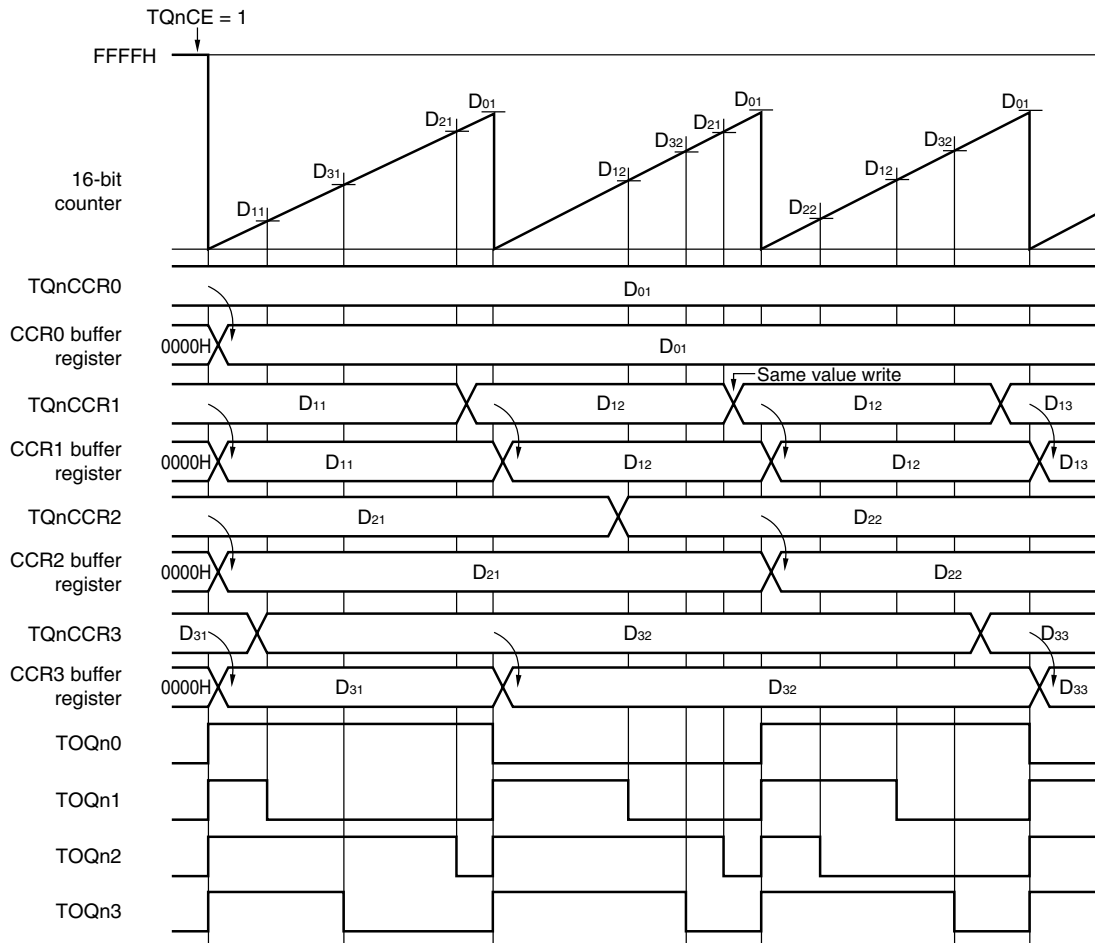 TQnCE = 1
FFFFH
D01 D01 D01
D21 D21
D32 D32
D31 D12 D12
16-bit
counter
D11 D22
TQnCCR0 D01
CCR0 buffer
register
0000H D01
Same value write
TQnCCR1 D11 D12 D12 D13
CCR1 buffer
register
0000H D11 D12 D12 D13
TQnCCR2 D21 D22
CCR2 buffer
register
0000H D21 D22
TQnCCR3 D31 D32 D33
CCR3 buffer
register
0000H D31 D32 D33
TOQn0
TOQn1
TOQn2
TOQn3